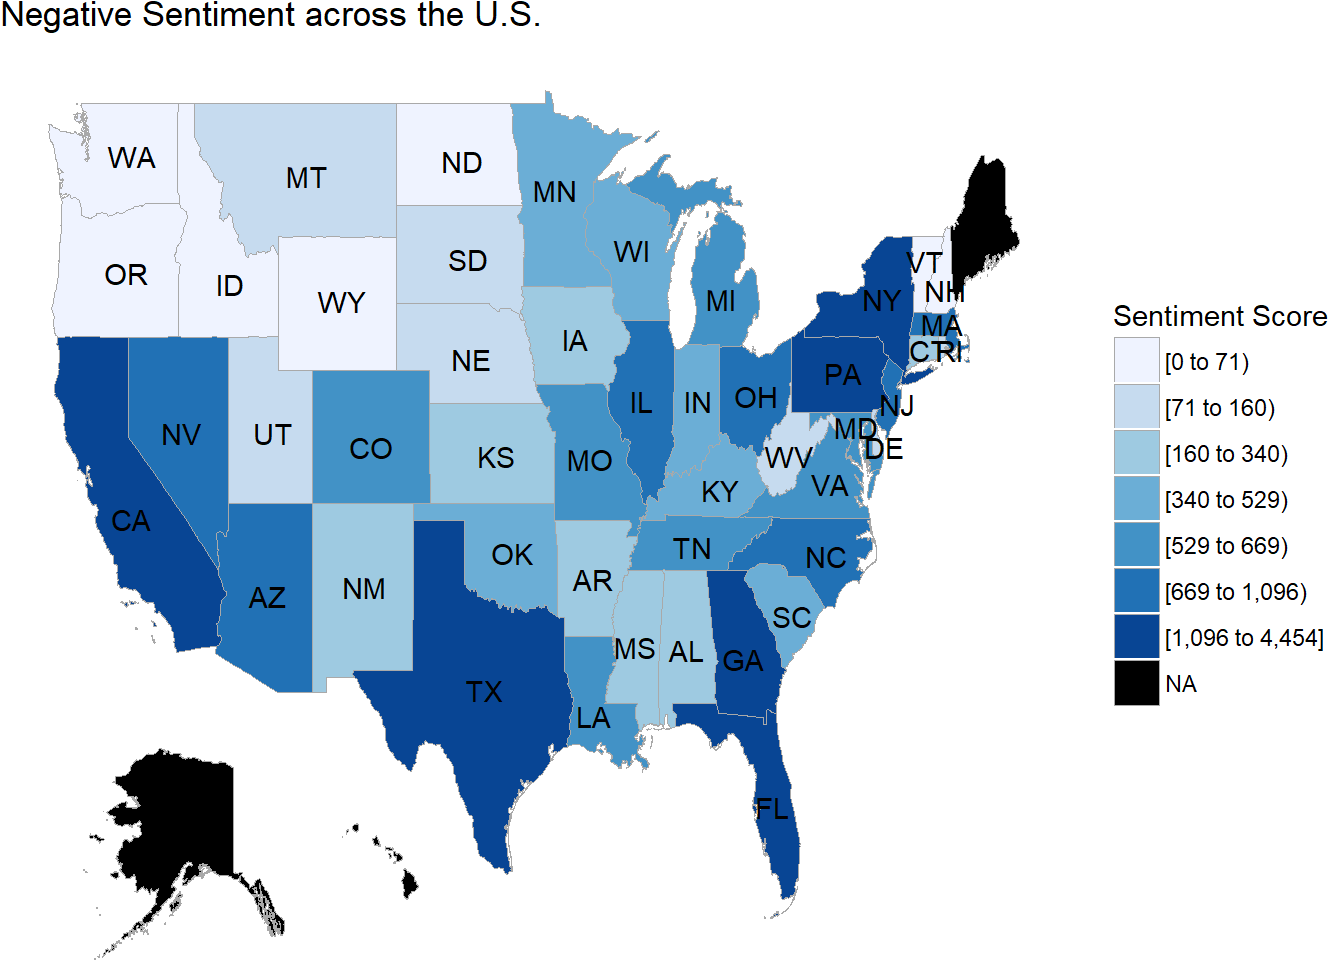 Negative Sentiment across the U.S.
WA
MT
ND
MN
OR
ID
WY
SD
WI
MI
VT
NH
NY
MA
CT
RI
NE
IA
PA
NJ
NV
UT
CO
KS
MO
IL
IN
OH
WV
MD
DE
VA
KY
CA
AZ
NM
OK
AR
TN
NC
SC
MS
AL
GA
TX
LA
FL
Sentiment Score
[0 to 71)
[71 to 160)
[160 to 340)
[340 to 529)
[529 to 669)
[669 to 1,096)
[1,096 to 4,454]
NA